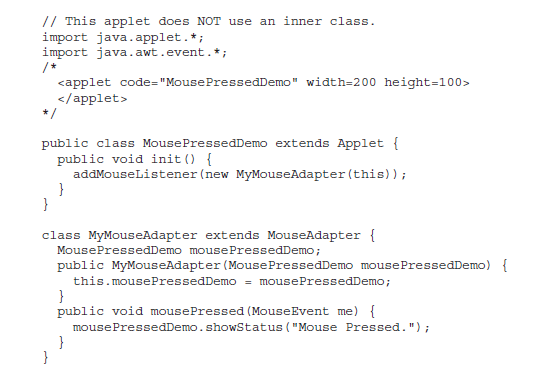 // This applet does NOT use an inner class.
import java.applet.*;
import java.awt.event.*;
/*
  <applet code="MousePressedDemo" width=200 height=100>
  </applet>
*/

public class MousePressedDemo extends Applet {
  public void init() {
    addMouseListener(new MyMouseAdapter(this));
  }
}

class MyMouseAdapter extends MouseAdapter {
  MousePressedDemo mousePressedDemo;
  public MyMouseAdapter(MousePressedDemo mousePressedDemo) {
    this.mousePressedDemo = mousePressedDemo;
  }
  public void mousePressed(MouseEvent me) {
    mousePressedDemo.showStatus("Mouse Pressed.");
  }
}